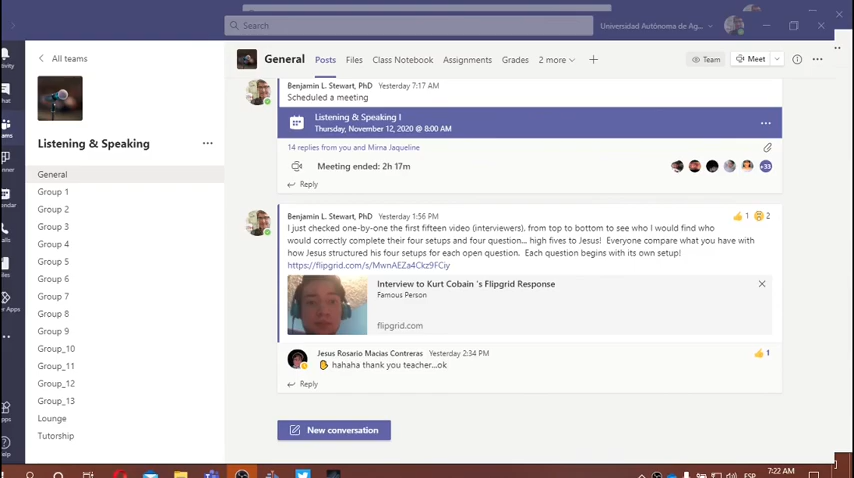 Search
Universidad Autónoma de Ag...
All teams
General
Posts
Files
Class Notebook
Assignments
Grades
2 more
Team
Meet
Listening & Speaking
General
Group 1
Group 2
Group 3
Group 4
Group 5
Group 6
Group 7
Group 8
Group 9
Group_10
Group_11
Group_12
Group_13
Lounge
Tutorship
Benjamin L. Stewart, PhD Yesterday 7:17 AM
Scheduled a meeting
Listening & Speaking I
Thursday, November 12, 2020 @ 8:00 AM
14 replies from you and Mirna Jaqueline
Meeting ended: 2h 17m
+33
Reply
Benjamin L. Stewart, PhD Yesterday 1:56 PM
1 2
I just checked one-by-one the first fifteen video (interviewers). from top to bottom to see who I would find who
would correctly complete their four setups and four question... high fives to Jesus! Everyone compare what you have with
how Jesus structured his four setups for each open question. Each question begins with its own setup!
https://flipgrid.com/s/MwnAEZa4Ckz9FCiy
Interview to Kurt Cobain 's Flipgrid Response
Famous Person
flipgrid.com
Jesus Rosario Macias Contreras Yesterday 2:34 PM
1
hahaha thank you teacher...ok
Reply
New conversation
ESP
7:22 AM